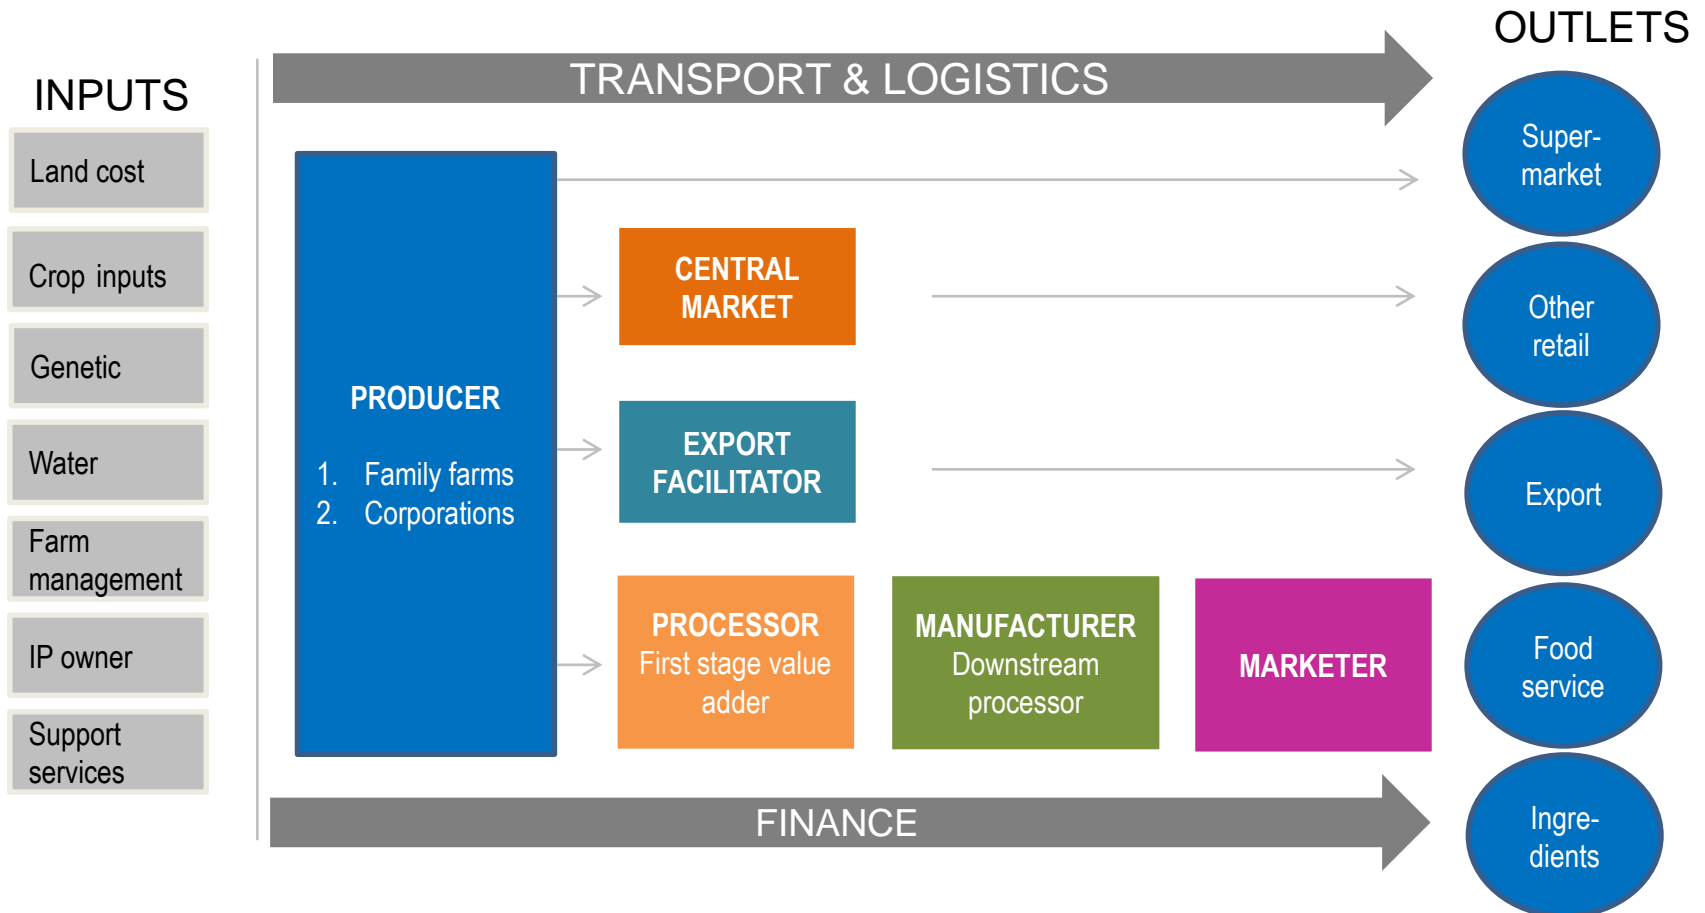 INPUTS
Land cost
Crop inputs
Genetic
Water
Farm
management
IP owner
Support
services
TRANSPORT & LOGISTICS
PRODUCER
1. Family farms
2. Corporations
CENTRAL
MARKET
EXPORT
FACILITATOR
PROCESSOR
First stage value
adder
MANUFACTURER
Downstream
processor
MARKETER
FINANCE
OUTLETS
Super-
market
Other
retail
Export
Food
service
Ingre-
dients